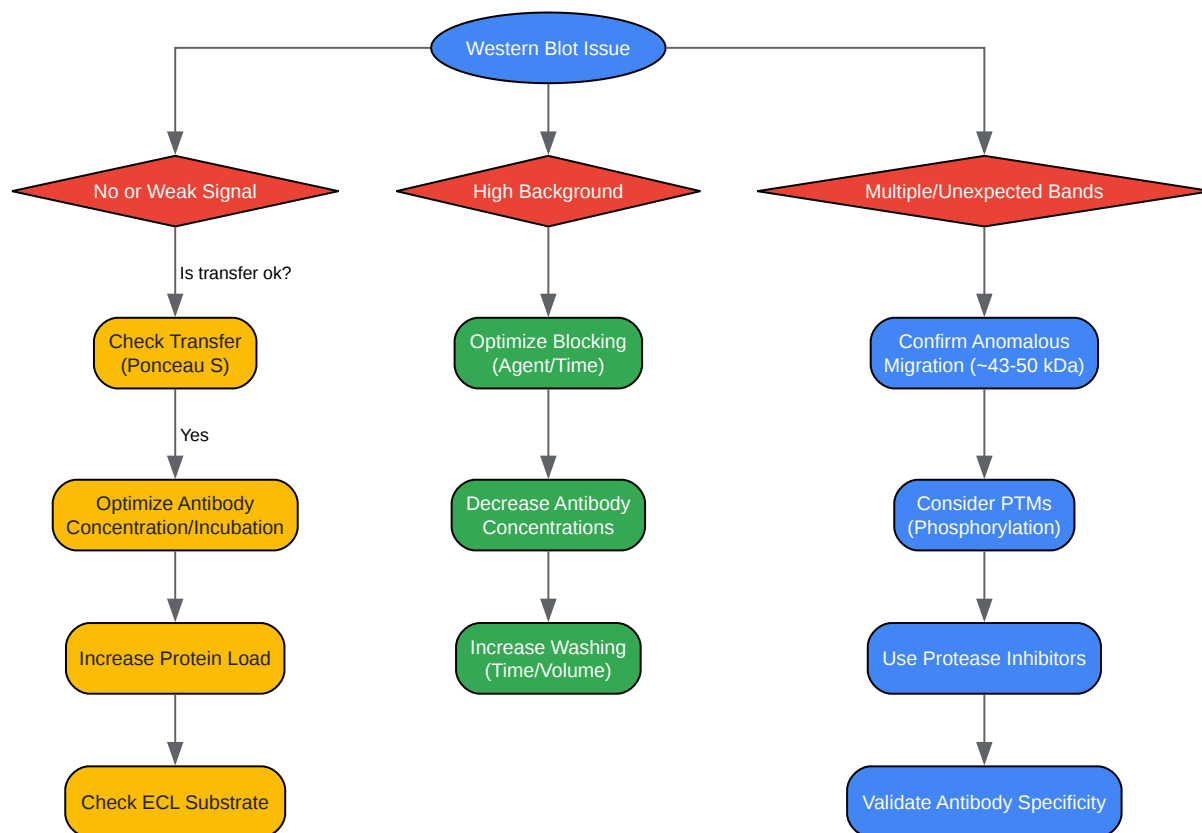 Western Blot Issue
No or Weak Signal
High Background
Multiple/Unexpected Bands
Is transfer ok?
Check Transfer
(Ponceau S)
Optimize Blocking
(Agent/Time)
Confirm Anomalous
Migration (~43-50 kDa)
Yes
Optimize Antibody
Concentration/Incubation
Decrease Antibody
Concentrations
Consider PTMs
(Phosphorylation)
Increase Protein Load
Increase Washing
(Time/Volume)
Use Protease Inhibitors
Check ECL Substrate
Validate Antibody Specificity